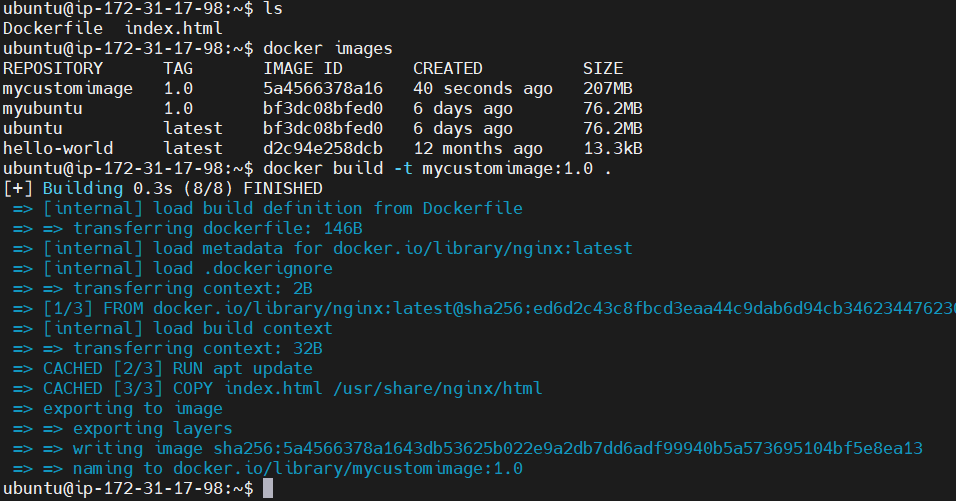 ubuntu@ip-172-31-17-98:~$ ls
Dockerfile  index.html
ubuntu@ip-172-31-17-98:~$ docker images
REPOSITORY      TAG       IMAGE ID       CREATED          SIZE
mycustomimage   1.0       5a4566378a16   40 seconds ago   207MB
myubuntu        1.0       bf3dc08bfed0   6 days ago       76.2MB
ubuntu          latest    bf3dc08bfed0   6 days ago       76.2MB
hello-world     latest    d2c94e258dcb   12 months ago    13.3kB
ubuntu@ip-172-31-17-98:~$ docker build -t mycustomimage:1.0 .
[+] Building 0.3s (8/8) FINISHED
 => [internal] load build definition from Dockerfile
 => => transferring dockerfile: 146B
 => [internal] load metadata for docker.io/library/nginx:latest
 => [internal] load .dockerignore
 => => transferring context: 2B
 => [1/3] FROM docker.io/library/nginx:latest@sha256:ed6d2c43c8fbcd3eaa44c9dab6d94cb346234476230
 => [internal] load build context
 => => transferring context: 32B
 => CACHED [2/3] RUN apt update
 => CACHED [3/3] COPY index.html /usr/share/nginx/html
 => exporting to image
 => => exporting layers
 => => writing image sha256:5a4566378a1643db53625b022e9a2db7dd6adf99940b5a573695104bf5e8ea13
 => => naming to docker.io/library/mycustomimage:1.0
ubuntu@ip-172-31-17-98:~$